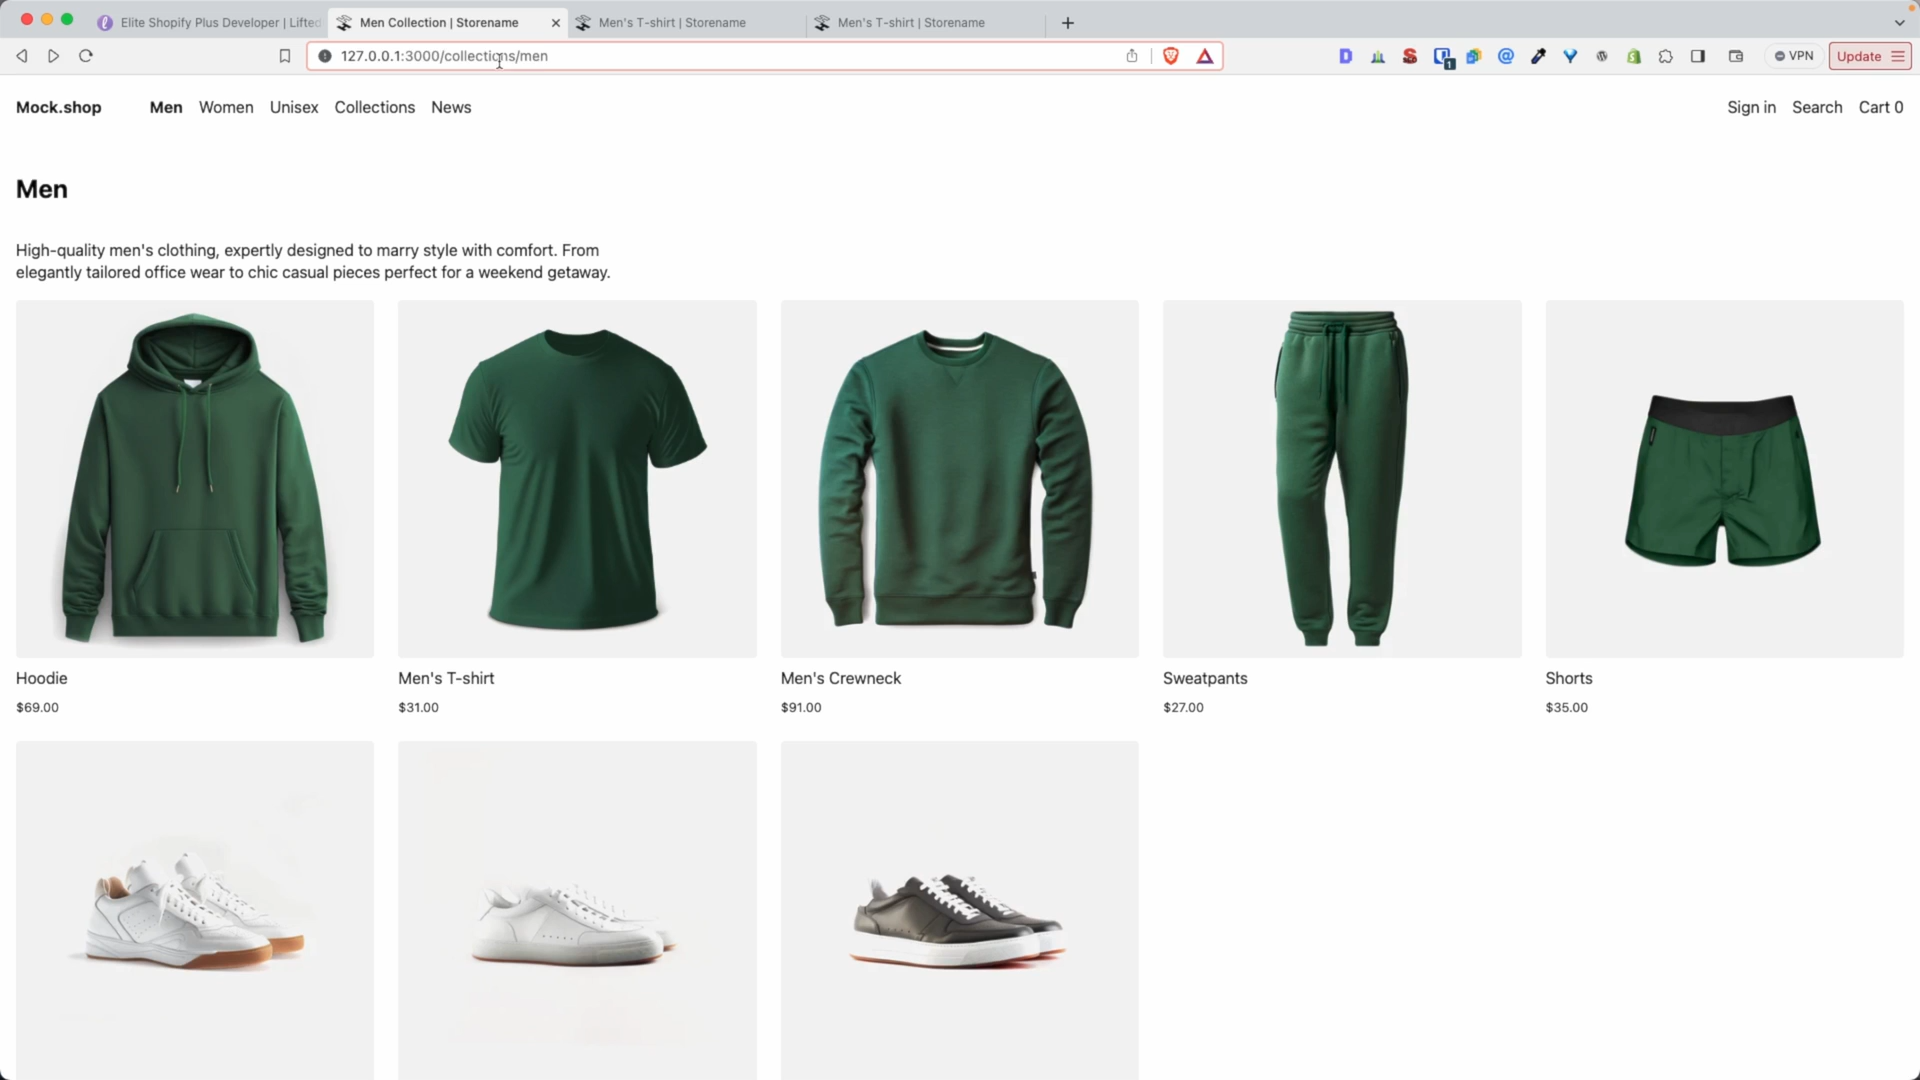 Elite Shopify Plus Developer | Lifted
Men Collection | Storename
Men's T-shirt | Storename
Men's T-shirt | Storename
127.0.0.1:3000/collections/men
1
VPN
Update
Mock.shop
Men
Women
Unisex
Collections
News
Sign in
Search
Cart 0
Men
High-quality men's clothing, expertly designed to marry style with comfort. From
elegantly tailored office wear to chic casual pieces perfect for a weekend getaway.
Hoodie
Men's T-shirt
Men's Crewneck
Sweatpants
Shorts
$69.00
$31.00
$91.00
$27.00
$35.00